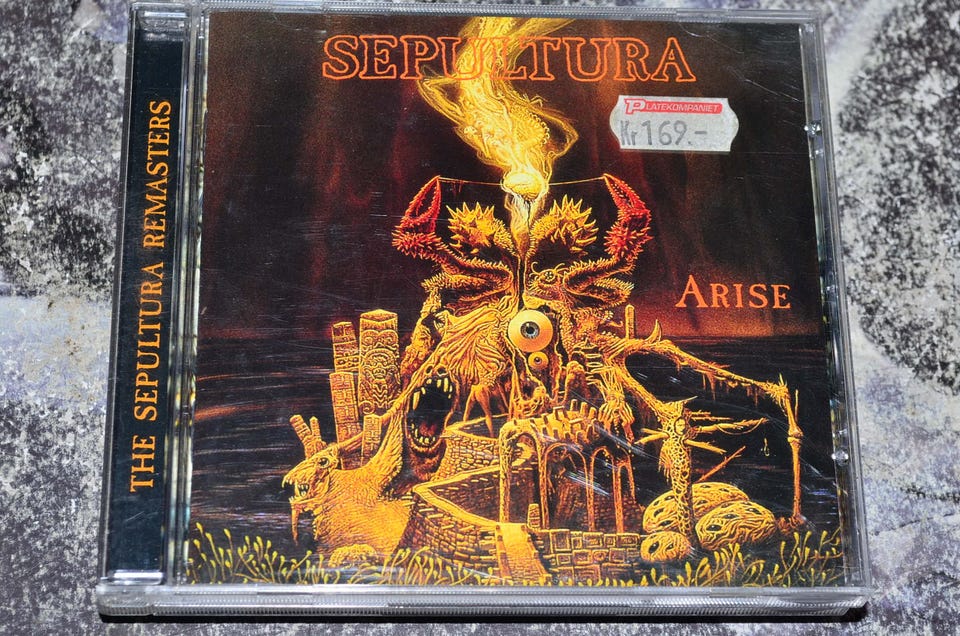 SEPULTURA
PLATEKOMPANIET
Kr 169.-
ARISE
THE SEPULTURA REMASTERS